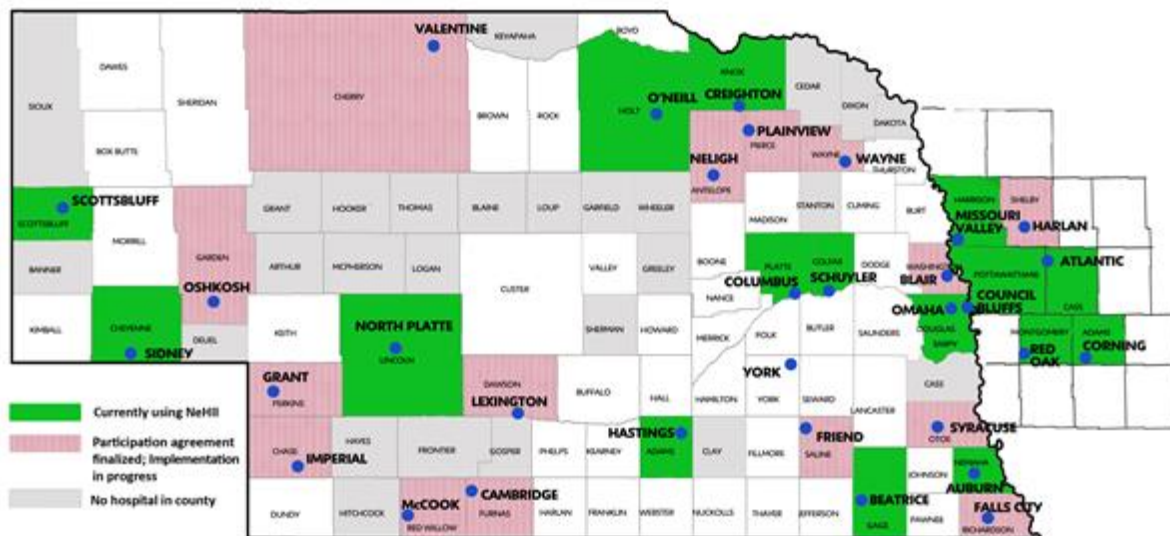 VALENTINE
KEYAPAHA
BOYD
DAWES
SIOUX
SHERIDAN
CHERRY
BROWN
ROCK
BOX BUTTS
HOLT
O'NEILL
KNOX
CREIGHTON
CEDAR
DIXON
DAKOTA
PLAINVIEW
PIERCE
WAYNE
WAYNE
THURSTON
NELIGH
ANTELOPE
SCOTTSBLUFF
SCOTTSBLUFF
MORRILL
GARDEN
GRANT
HOOKER
THOMAS
BLAINE
LOUP
GARFIELD
WHEELER
MADISON
STANTON
CUMING
BURT
HARRISON
SHELBY
MISSOURI
VALLEY
HARLAN
BANNER
ARTHUR
MCPHERSON
LOGAN
CUSTER
VALLEY
GREELEY
BOONE
PLATTE
COLFAX
DODGE
WASHINGTON
BLAIR
POTTAWATTAMIE
ATLANTIC
CASS
OSHKOSH
COLUMBUS
SCHUYLER
NANCE
OMAHA
COUNCIL
BLUFFS
DOUGLAS
SARPY
KIMBALL
CHEYENNE
SIDNEY
DEUEL
KEITH
NORTH PLATTE
LINCOLN
SHERMAN
HOWARD
MERRICK
POLK
BUTLER
SAUNDERS
MONTGOMERY
ADAMS
RED
OAK
CORNING
GRANT
PERKINS
DAWSON
LEXINGTON
BUFFALO
HALL
HAMILTON
YORK
YORK
SEWARD
LANCASTER
CASS
SYRACUSE
OTOE
CHASE
IMPERIAL
HAYES
FRONTIER
GOSPER
PHELPS
KEARNEY
HASTINGS
ADAMS
CLAY
FILLMORE
FRIEND
SALINE
DUNDY
HITCHCOCK
McCOOK
RED WILLOW
CAMBRIDGE
FURNAS
HARLAN
FRANKLIN
WEBSTER
NUCKOLLS
THAYER
JEFFERSON
BEATRICE
GAGE
JOHNSON
PAWNEE
NEMAHA
AUBURN
FALLS CITY
RICHARDSON
Currently using NeHII
Participation agreement
finalized; Implementation
in progress
No hospital in county